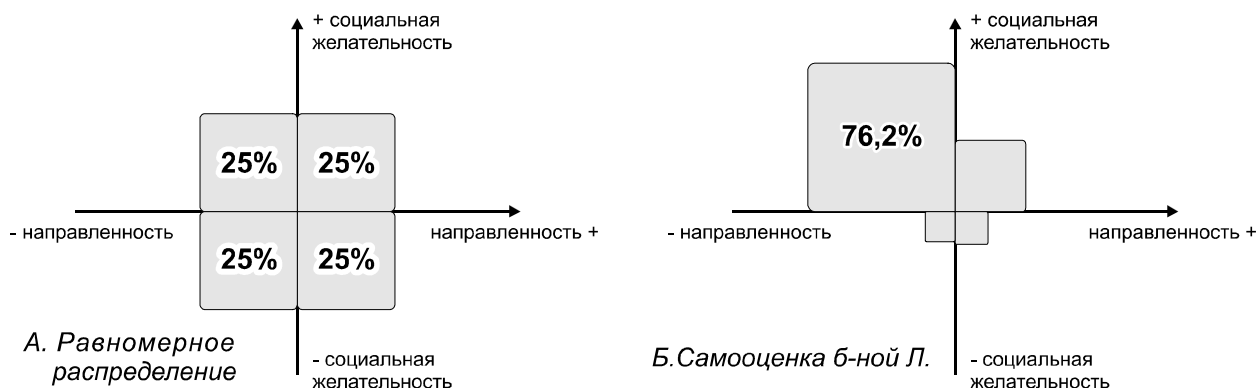 + социальная
желательность
25% 25%
- направленность
направленность +
25% 25%
А. Равномерное
распределение
- социальная
желательность
+ социальная
желательность
76,2%
- направленность
направленность +
Б.Самооценка б-ной Л.
- социальная
желательность